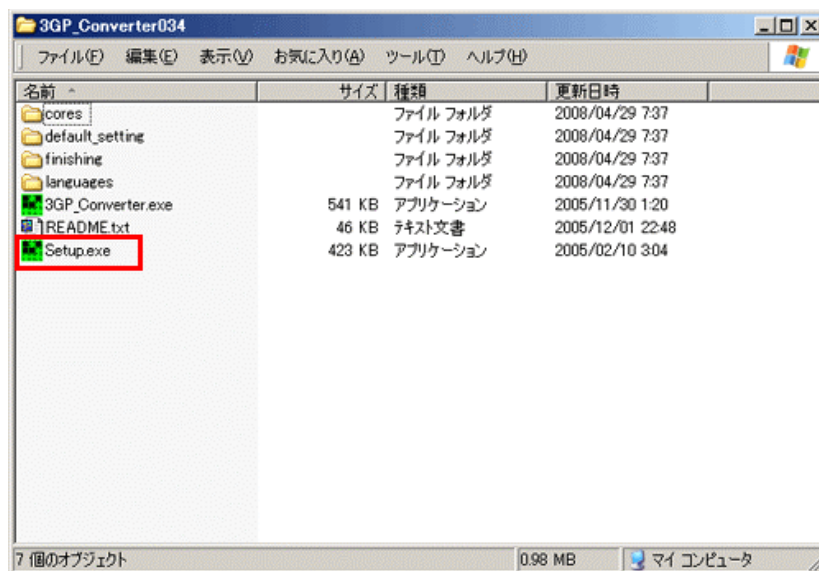 3GP_Converter034
ファイル(F) 編集(E) 表示(V) お気に入り(A) ツール(T) ヘルプ(H)
名前 サイズ 種類 更新日時
cores ファイル フォルダ 2008/04/29 7:37
default_setting ファイル フォルダ 2008/04/29 7:37
finishing ファイル フォルダ 2008/04/29 7:37
languages ファイル フォルダ 2008/04/29 7:37
3GP_Converter.exe 541 KB アプリケーション 2005/11/30 1:20
README.txt 46 KB テキスト文書 2005/12/01 22:48
Setup.exe 423 KB アプリケーション 2005/02/10 3:04
7 個のオブジェクト 0.98 MB マイ コンピュータ